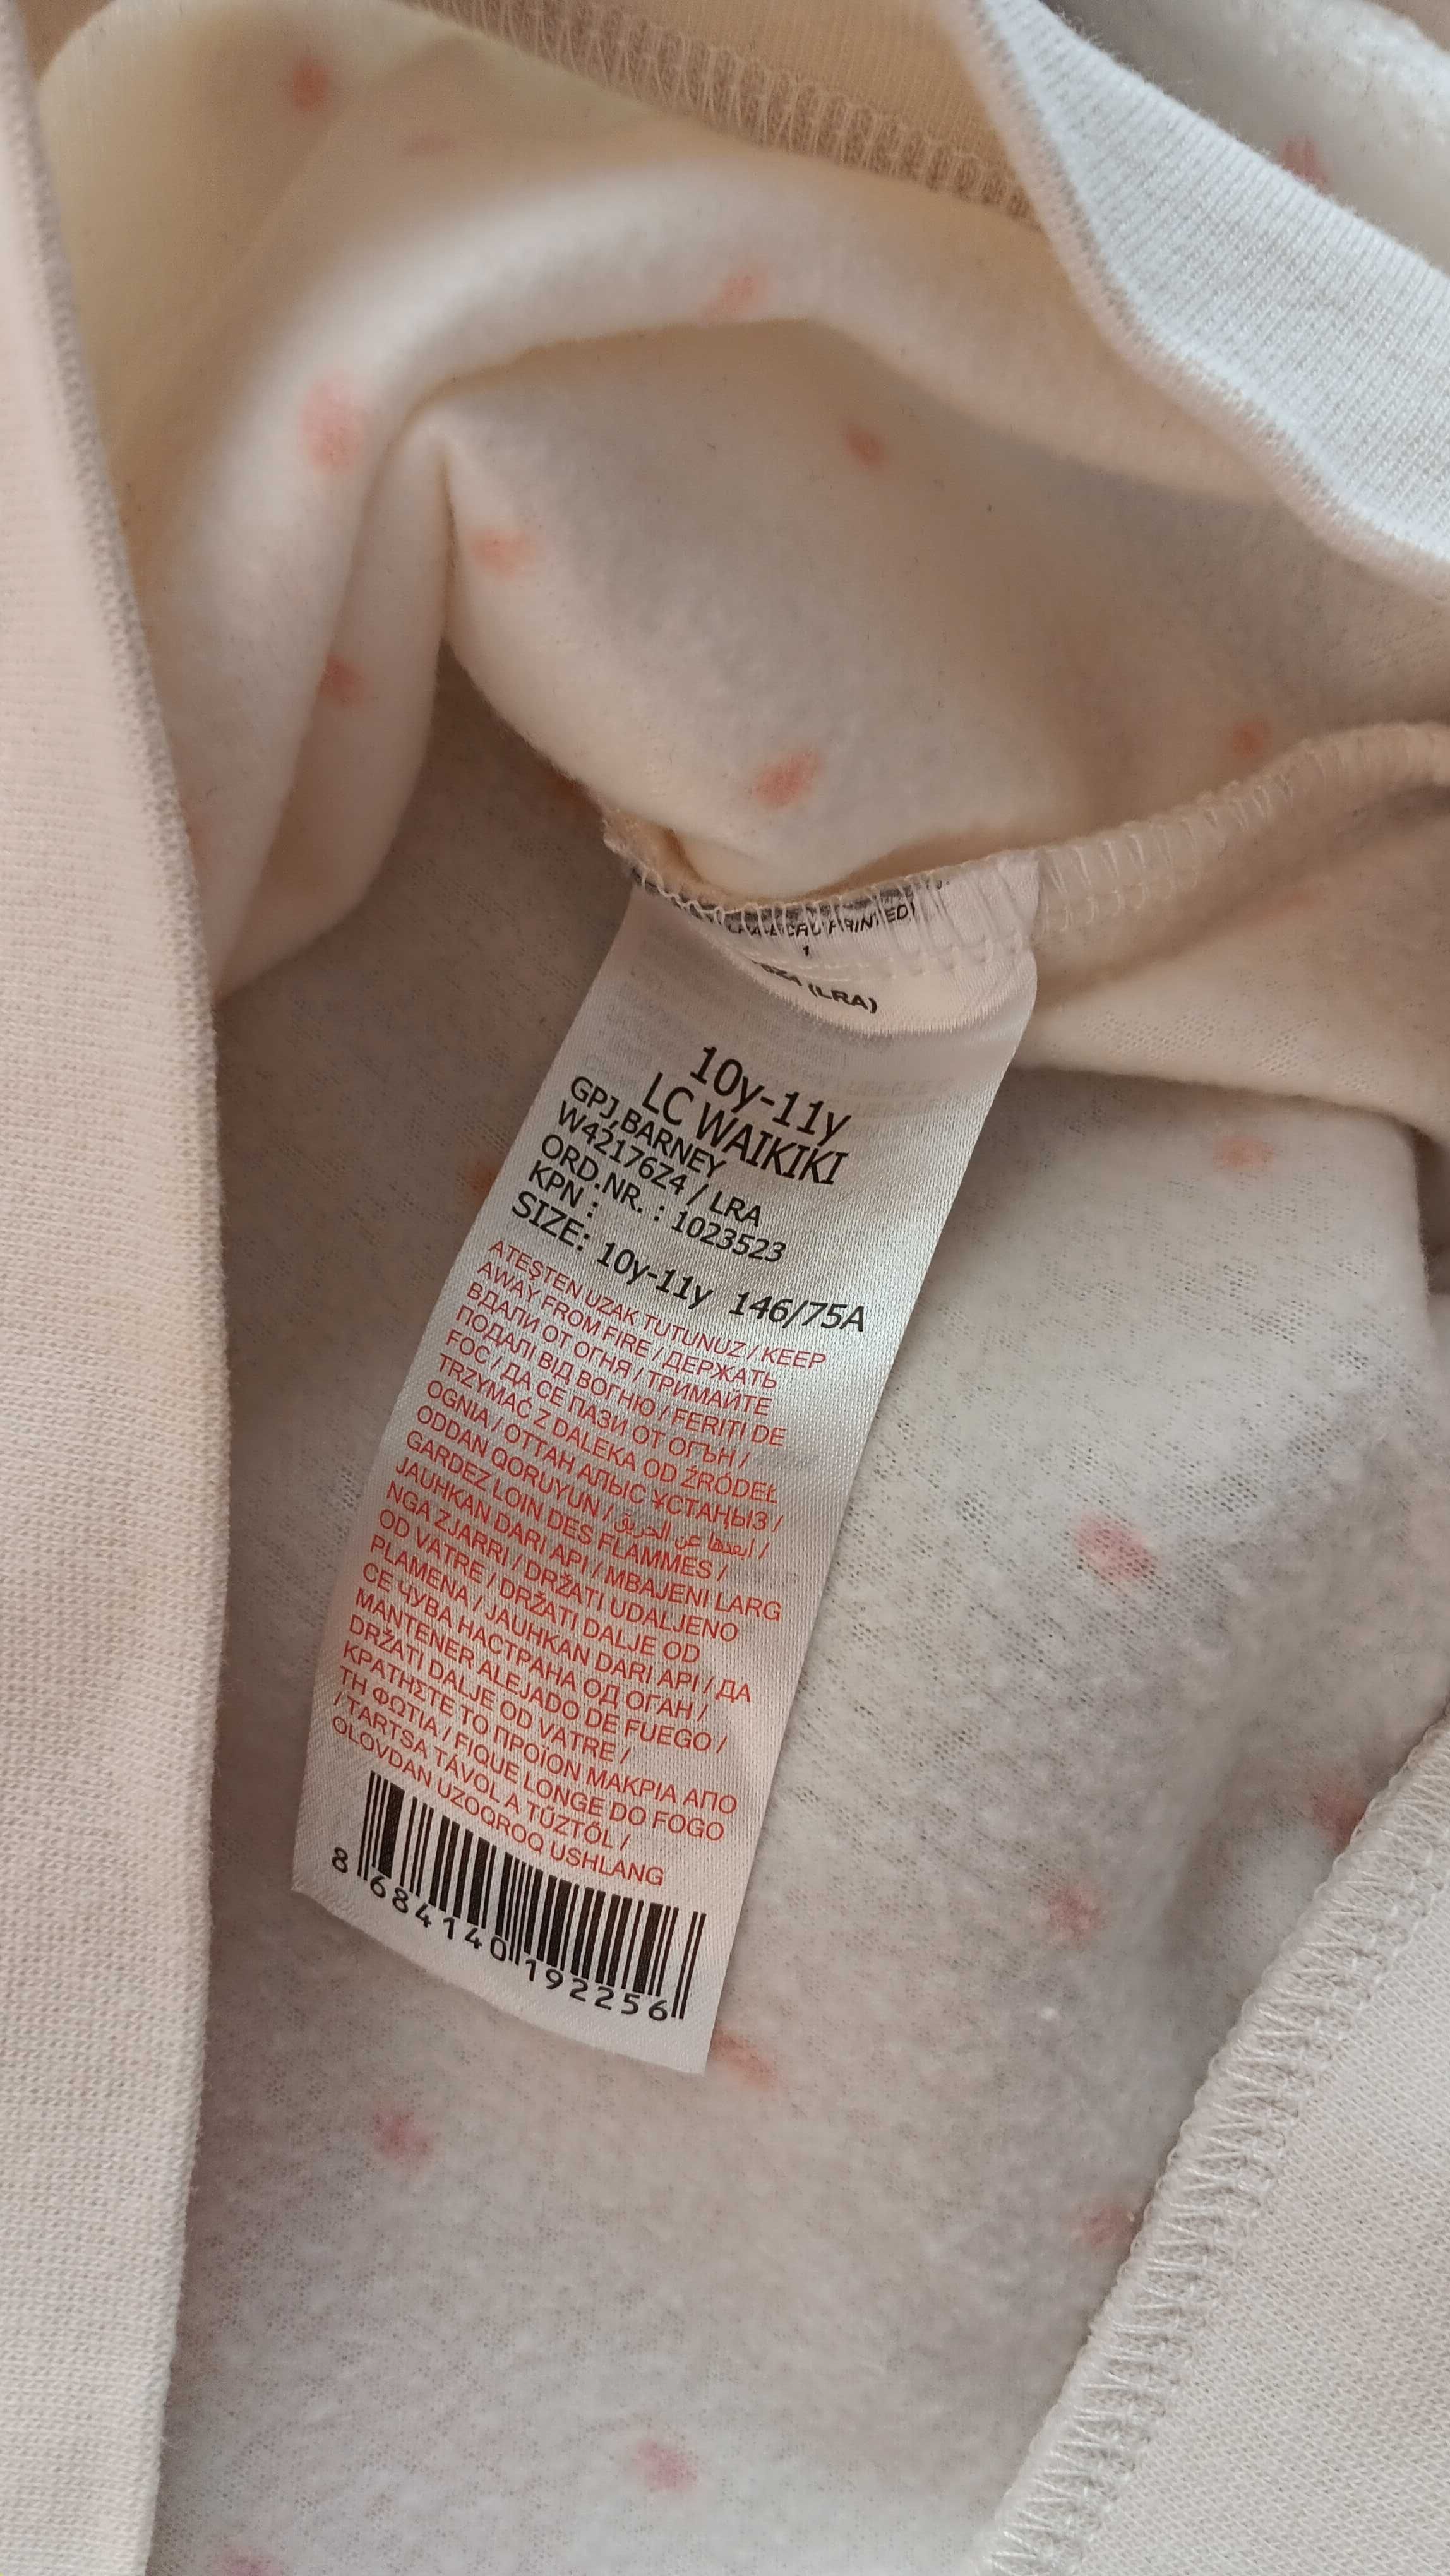 PRINTED)
1
(LRA)
10y-11y
LC WAIKIKI
GPJ,BARNEY
W42176Z4 / LRA
ORD.NR. : 1023523
KPN :
SIZE: 10y-11y 146/75A
ATEŞTEN UZAK TUTUNUZ / KEEP
AWAY FROM FIRE / ДЕРЖАТЬ
ВДАЛИ ОТ ОГНЯ / ТРИМАЙТЕ
ПОДАЛІ ВІД ВОГНЮ / FERITI DE
FOC / ДА СЕ ПАЗИ ОТ ОГЪН /
TRZYMAĆ Z DALEKA OD ŹRÓDEŁ
OGNIA / ОТТАН АЛЫС ҰСТАҢЫЗ /
ODDAN QORUYUN / ابعدها عن الحريق /
GARDEZ LOIN DES FLAMMES /
JAUHKAN DARI API / MBAJENI LARG
NGA ZJARRI / DRŽATI UDALJENO
OD VATRE / DRŽATI DALJE OD
PLAMENA / JAUHKAN DARI API / ДА
СЕ ЧУВА НАСТРАНА ОД ОГАН /
MANTENER ALEJADO DE FUEGO /
DRŽATI DALJE OD VATRE /
ΚΡΑΤΗΣΤΕ ΤΟ ΠΡΟΪΟΝ ΜΑΚΡΙΑ ΑΠΟ
ΤΗ ΦΩΤΙΑ / FIQUE LONGE DO FOGO
/ TARTSA TÁVOL A TŰZTŐL /
OLOVDAN UZOQROQ USHLANG
8 684140 192256